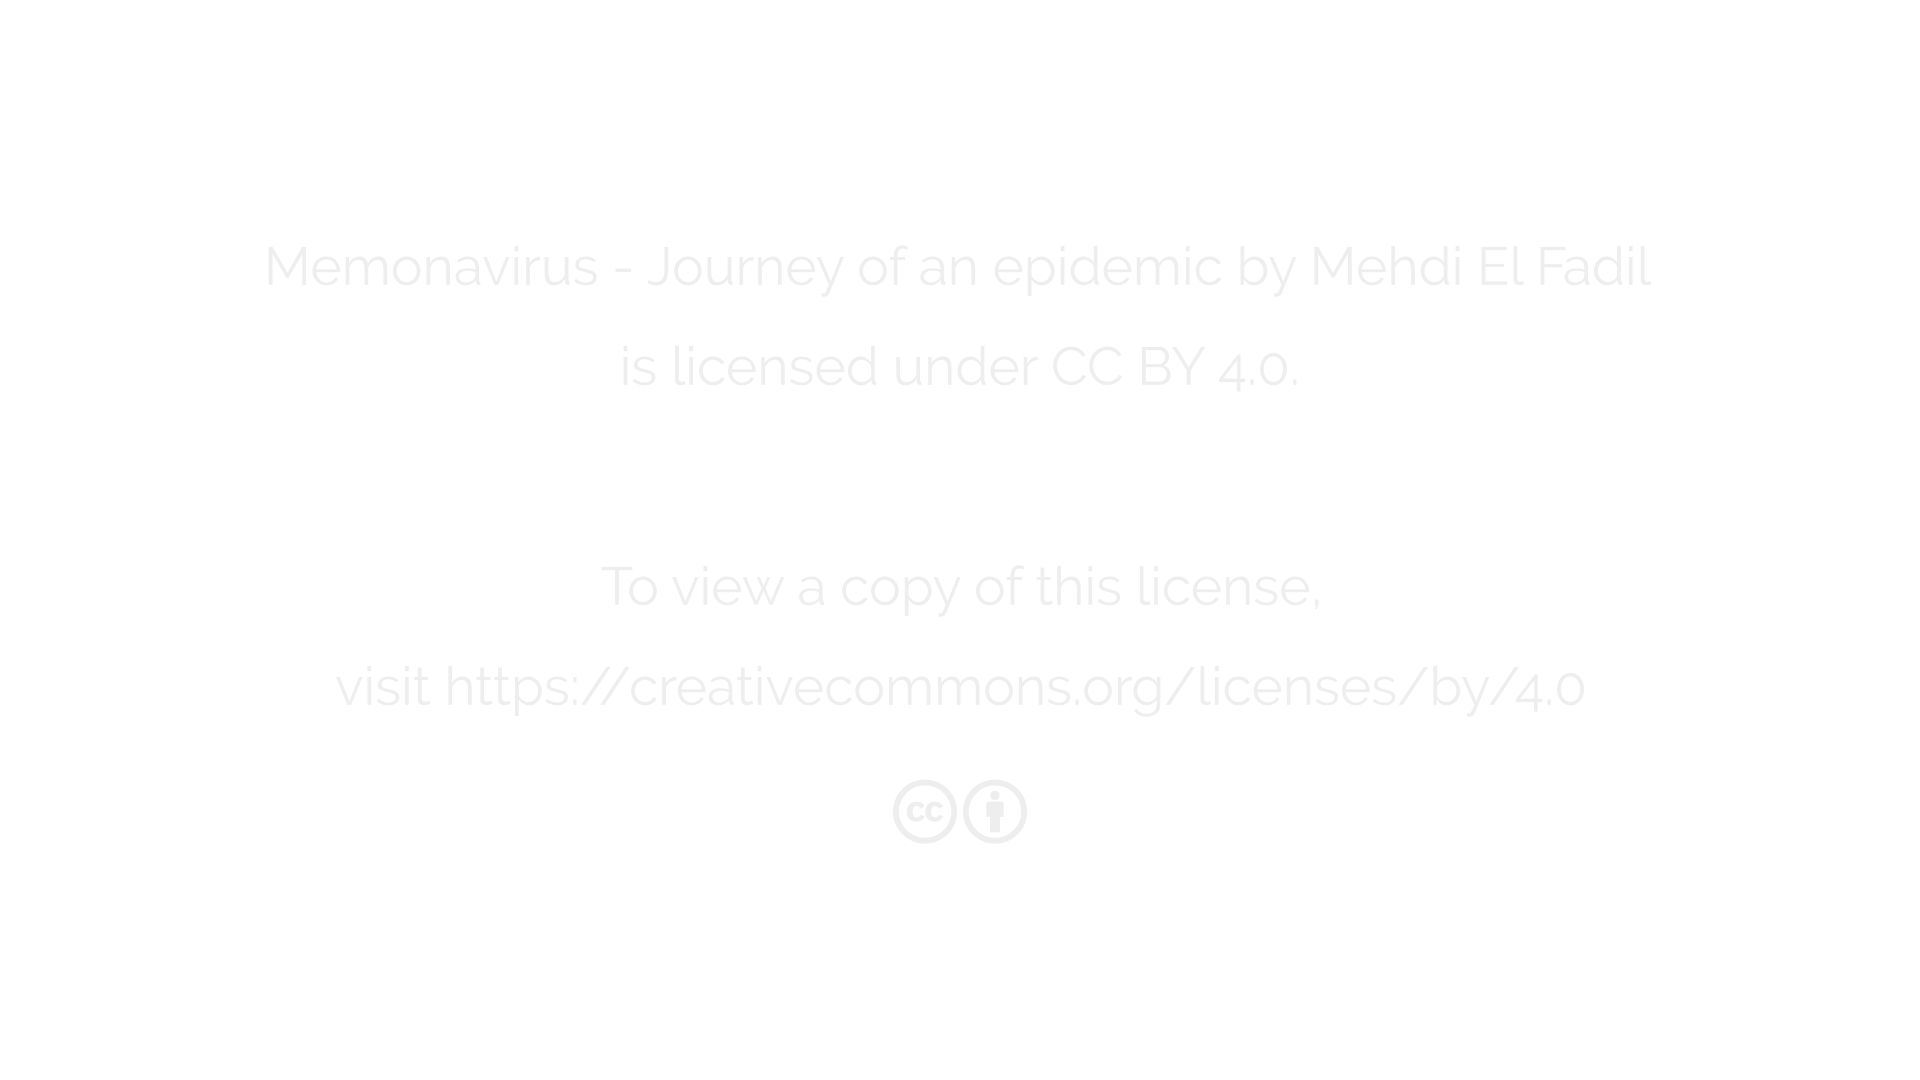 Memonavirus - Journey of an epidemic by Mehdi El Fadil
is licensed under CC BY 4.0.
To view a copy of this license,
visit https://creativecommons.org/licenses/by/4.0
cc